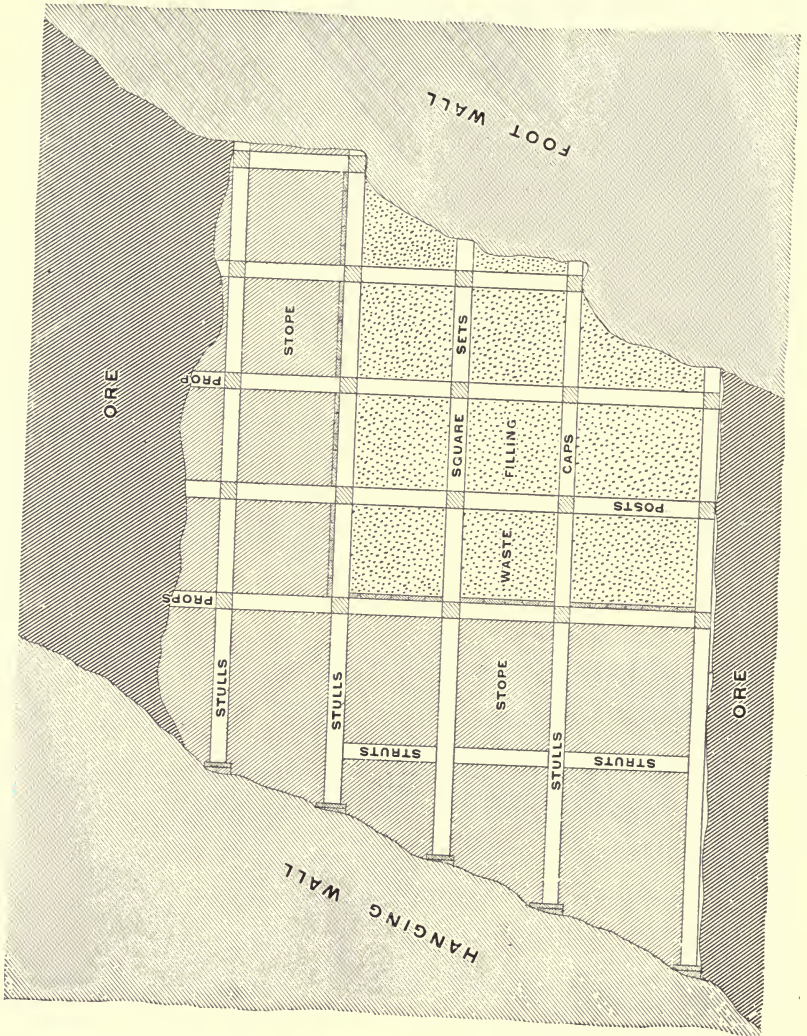 FOOT WALL
ORE
STOPE
PROP
SETS
SQUARE
FILLING
CAPS
POSTS
WASTE
PROPS
STULLS
STULLS
STOPE
STRUTS
STULLS
STRUTS
ORE
HANGING WALL